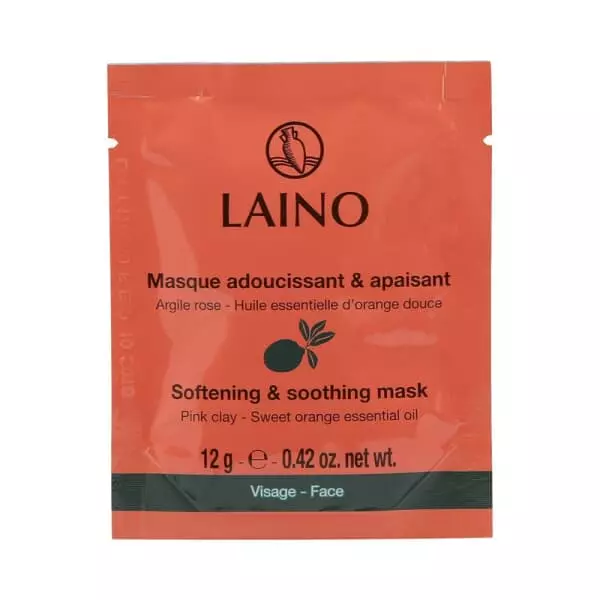 LAINO
Masque adoucissant & apaisant
Argile rose - Huile essentielle d'orange douce
Softening & soothing mask
Pink clay - Sweet orange essential oil
12 g - ℮ - 0.42 oz. net wt.
Visage - Face